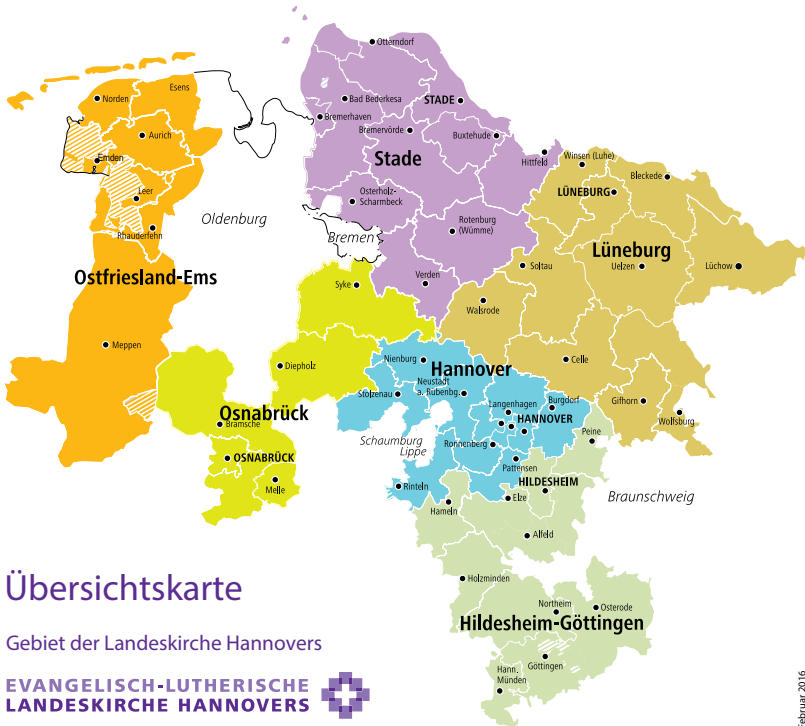 Otterndorf
Esens
Norden
Bad Bederkesa
STADE
Bremerhaven
Aurich
Bremervörde
Buxtehude
Stade
Emden
Hittfeld
Winsen (Luhe)
Bleckede
Leer
Osterholz-
Scharmbeck
LÜNEBURG
Oldenburg
Rhauderfehn
Bremen
Rotenburg
(Wümme)
Lüneburg
Ostfriesland-Ems
Verden
Soltau
Uelzen
Lüchow
Syke
Walsrode
Meppen
Diepholz
Nienburg
Hannover
Celle
Stolzenau
Neustadt
a. Rübenbg.
Langenhagen
Burgdorf
Gifhorn
Osnabrück
Bramsche
HANNOVER
Wolfsburg
Schaumburg
Lippe
Ronnenberg
Peine
OSNABRÜCK
Pattensen
Melle
Rinteln
HILDESHEIM
Elze
Braunschweig
Hameln
Alfeld
Übersichtskarte
Holzminden
Northeim
Osterode
Hildesheim-Göttingen
Gebiet der Landeskirche Hannovers
Göttingen
Hann.
Münden
EVANGELISCH-LUTHERISCHE
LANDESKIRCHE HANNOVERS